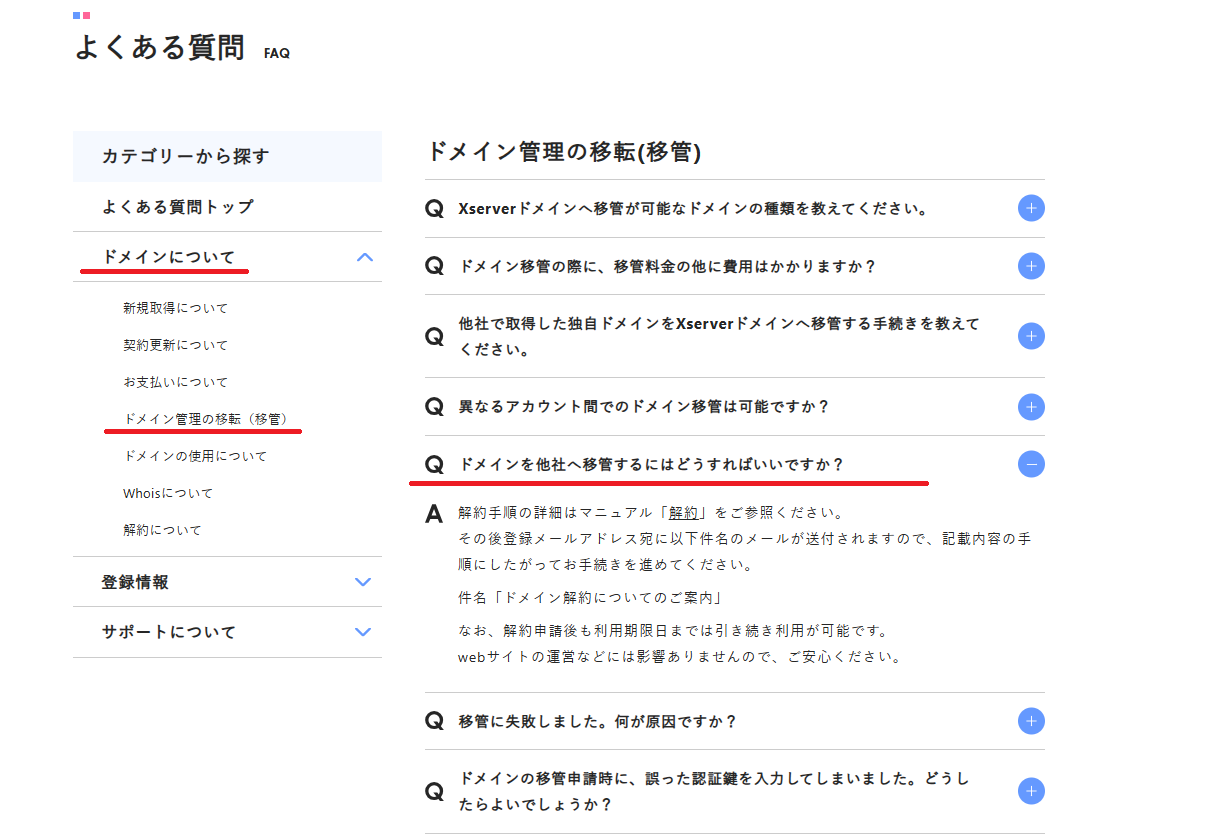 よくある質問 FAQ
カテゴリーから探す
よくある質問トップ
ドメインについて
新規取得について
契約更新について
お支払いについて
ドメイン管理の移転（移管）
ドメインの使用について
Whoisについて
解約について
登録情報
サポートについて
ドメイン管理の移転(移管)
Q Xserverドメインへ移管が可能なドメインの種類を教えてください。
Q ドメイン移管の際に、移管料金の他に費用はかかりますか？
Q 他社で取得した独自ドメインをXserverドメインへ移管する手続きを教えて
ください。
Q 異なるアカウント間でのドメイン移管は可能ですか？
Q ドメインを他社へ移管するにはどうすればいいですか？
A 解約手順の詳細はマニュアル「解約」をご参照ください。
その後登録メールアドレス宛に以下件名のメールが送付されますので、記載内容の手
順にしたがってお手続きを進めてください。
件名「ドメイン解約についてのご案内」
なお、解約申請後も利用期限日までは引き続き利用が可能です。
webサイトの運営などには影響ありませんので、ご安心ください。
Q 移管に失敗しました。何が原因ですか？
Q ドメインの移管申請時に、誤った認証鍵を入力してしまいました。どうし
たらよいでしょうか？